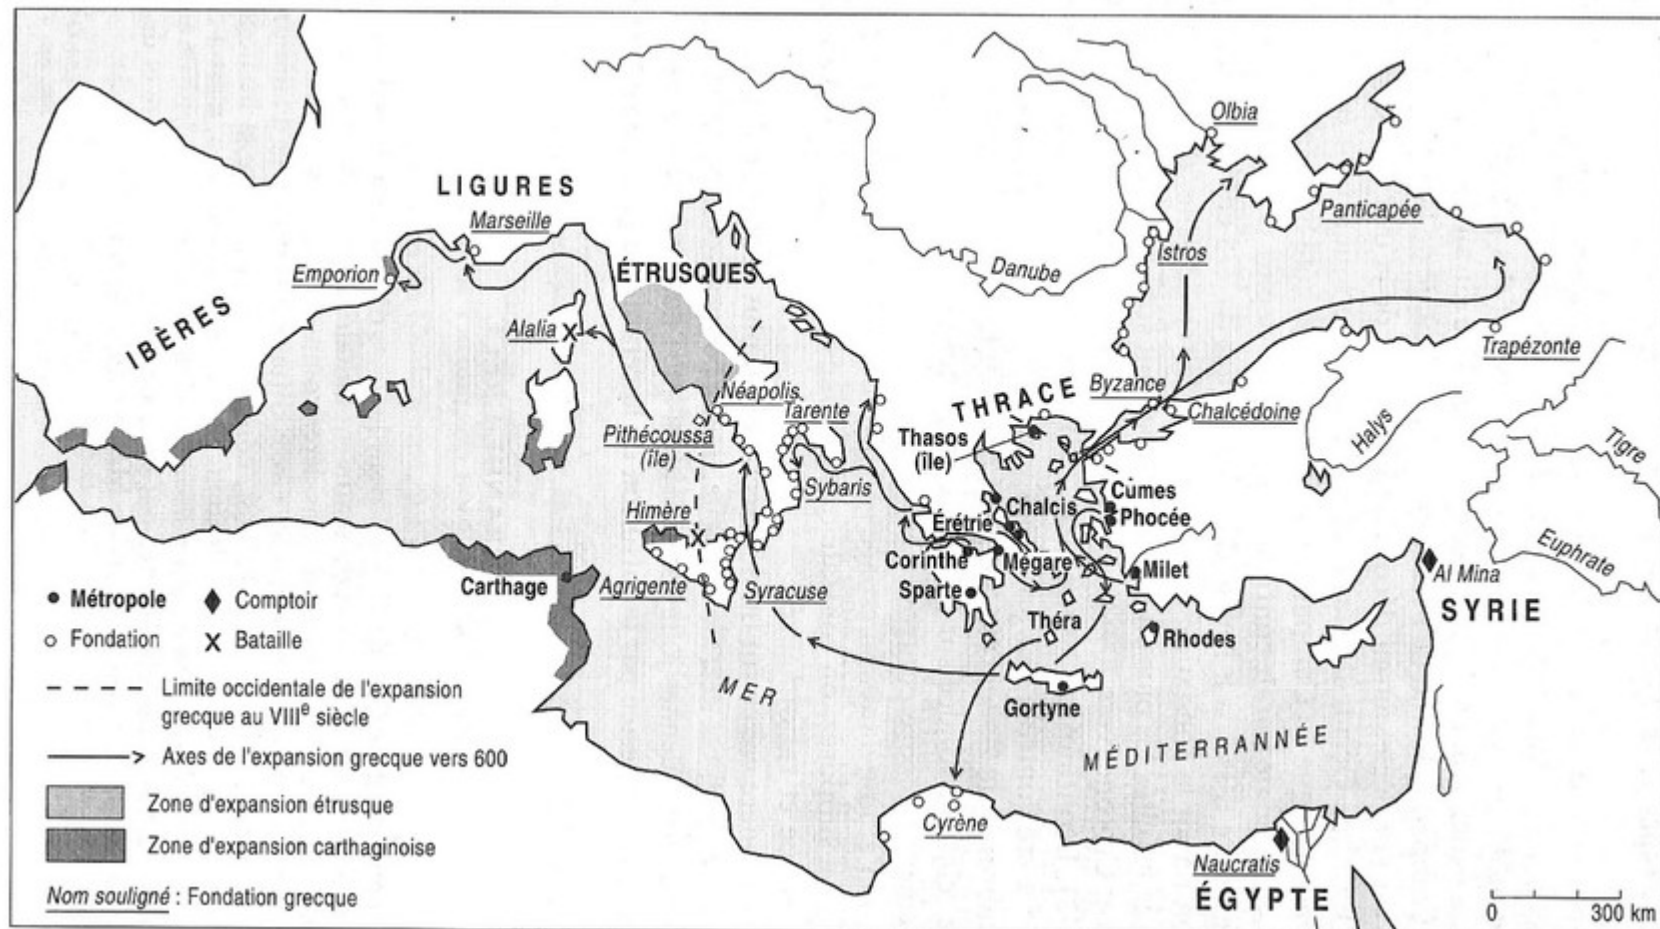 Olbia
LIGURES
Marseille
Panticapée
Emporion
ÉTRUSQUES
Danube
Istros
IBÈRES
Alalia
Trapézonte
Néapolis
Tarente
THRACE
Byzance
Chalcédoine
Pithécoussa
(île)
Thasos
(île)
Halys
Tigre
Sybaris
Cumes
Himère
Chalcis
Phocée
Érétrie
Euphrate
Corinthe
Mégare
Milet
Al Mina
Carthage
Agrigente
Syracuse
Sparte
SYRIE
Théra
Rhodes
MER
Gortyne
MÉDITERRANNÉE
Cyrène
Naucratis
ÉGYPTE
0 300 km
Métropole
Comptoir
Fondation
Bataille
Limite occidentale de l'expansion
grecque au VIIIe siècle
Axes de l'expansion grecque vers 600
Zone d'expansion étrusque
Zone d'expansion carthaginoise
Nom souligné : Fondation grecque